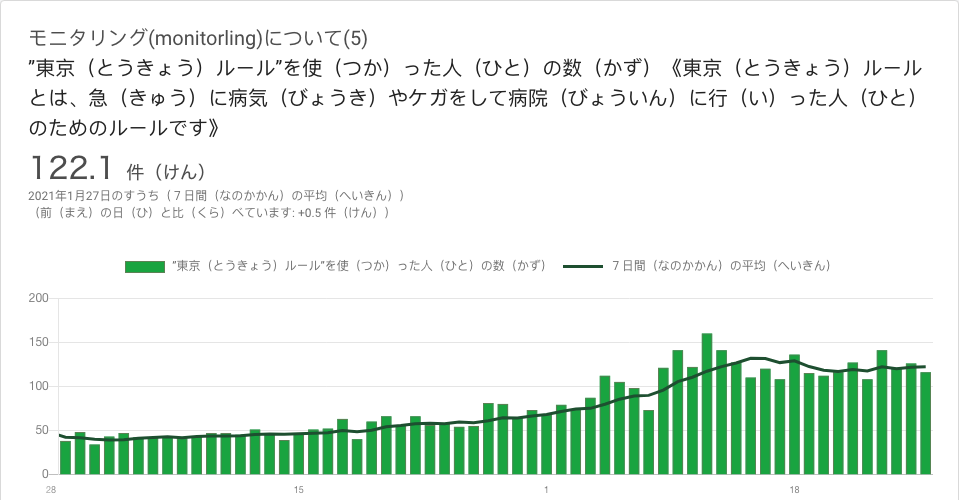 モニタリング(monitorling)について(5)
”東京（とうきょう）ルール”を使（つか）った人（ひと）の数（かず）《東京（とうきょう）ルール
とは、急（きゅう）に病気（びょうき）やケガをして病院（びょういん）に行（い）った人（ひと）
のためのルールです》
122.1 件（けん）
2021年1月27日のすうち（７日間（なのかかん）の平均（へいきん））
（前（まえ）の日（ひ）と比（くら）べています: +0.5 件（けん））
”東京（とうきょう）ルール”を使（つか）った人（ひと）の数（かず） ７日間（なのかかん）の平均（へいきん）
200
150
100
50
0
28 15 1 18